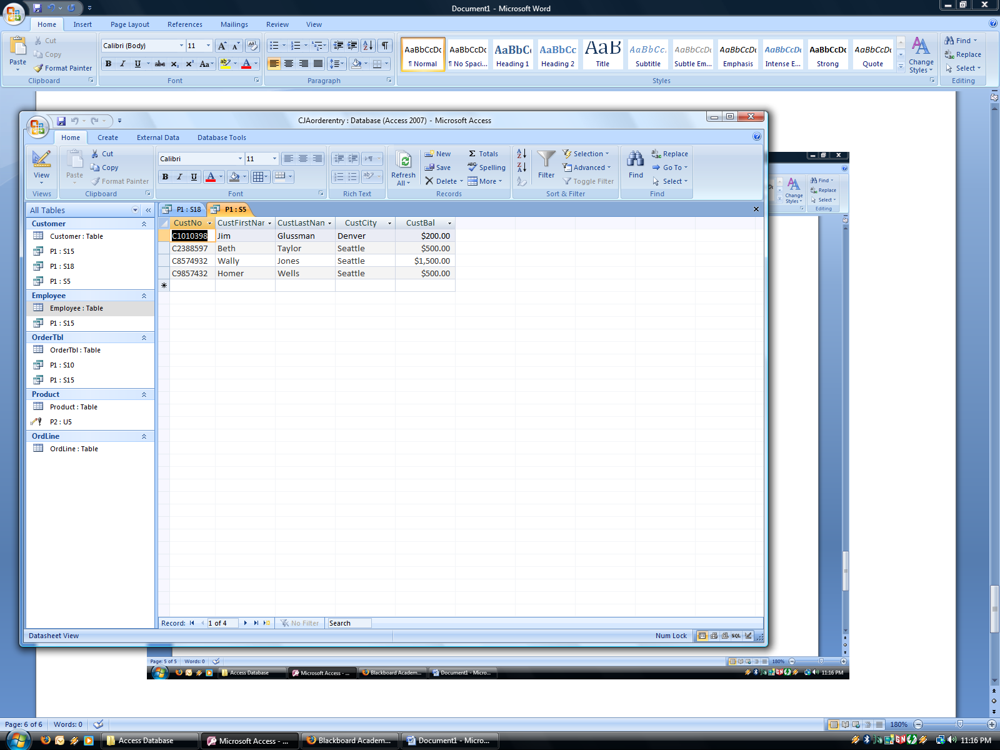 Document1 - Microsoft Word
Home Insert Page Layout References Mailings Review View
Paste
Cut
Copy
Format Painter
Clipboard
Calibri (Body) 11
Font
Paragraph
AaBbCcDc AaBbCcDc AaBbC AaBbCc AaB AaBbCc. AaBbCcDc AaBbCcDc AaBbCcDc AaBbCcDc AaBbCcDc
¶ Normal ¶ No Spaci... Heading 1 Heading 2 Title Subtitle Subtle Em... Emphasis Intense E... Strong Quote
Change Styles
Styles
Find
Replace
Select
Editing
CJAorderentry : Database (Access 2007) - Microsoft Access
Home Create External Data Database Tools
View
Views
Paste
Cut
Copy
Format Painter
Clipboard
Calibri 11
Font
Rich Text
Refresh All
New
Save
Delete
Totals
Spelling
More
Records
Filter
Selection
Advanced
Toggle Filter
Sort & Filter
Find
Replace
Go To
Select
Find
All Tables
Customer
Customer : Table
P1 : S15
P1 : S18
P1 : S5
Employee
Employee : Table
P1 : S15
OrderTbl
OrderTbl : Table
P1 : S10
P1 : S15
Product
Product : Table
P2 : U5
OrdLine
OrdLine : Table
P1 : S18 P1 : S5
CustNo CustFirstNar CustLastNan CustCity CustBal
C1010398 Jim Glussman Denver $200.00
C2388597 Beth Taylor Seattle $500.00
C8574932 Wally Jones Seattle $1,500.00
C9857432 Homer Wells Seattle $500.00
Record: 1 of 4 No Filter Search
Datasheet View Num Lock SQL
Change Styles
Find
Replace
Select
Editing
Page: 5 of 5 Words: 0 180%
Access Database Microsoft Access - ... Blackboard Academ... Document1 - Micro... 11:16 PM
Page: 6 of 6 Words: 0 180%
Access Database Microsoft Access - ... Blackboard Academ... Document1 - Micro... 11:16 PM